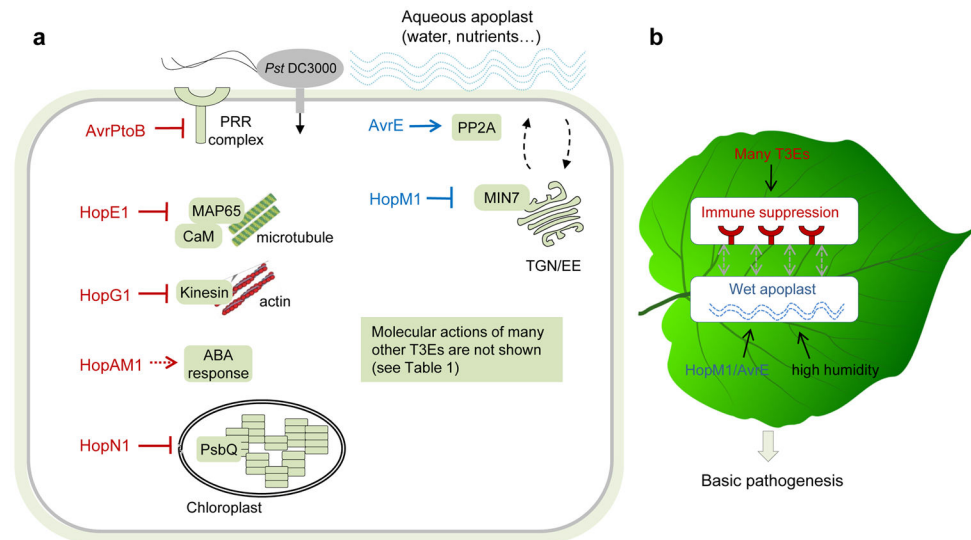 a
Aqueous apoplast
(water, nutrients…)
Pst DC3000
AvrPtoB
PRR
complex
AvrE
PP2A
HopE1
MAP65
CaM
microtubule
HopM1
MIN7
TGN/EE
HopG1
Kinesin
actin
HopAM1
ABA
response
Molecular actions of many
other T3Es are not shown
(see Table 1)
HopN1
PsbQ
Chloroplast
b
Many T3Es
Immune suppression
Wet apoplast
HopM1/AvrE
high humidity
Basic pathogenesis